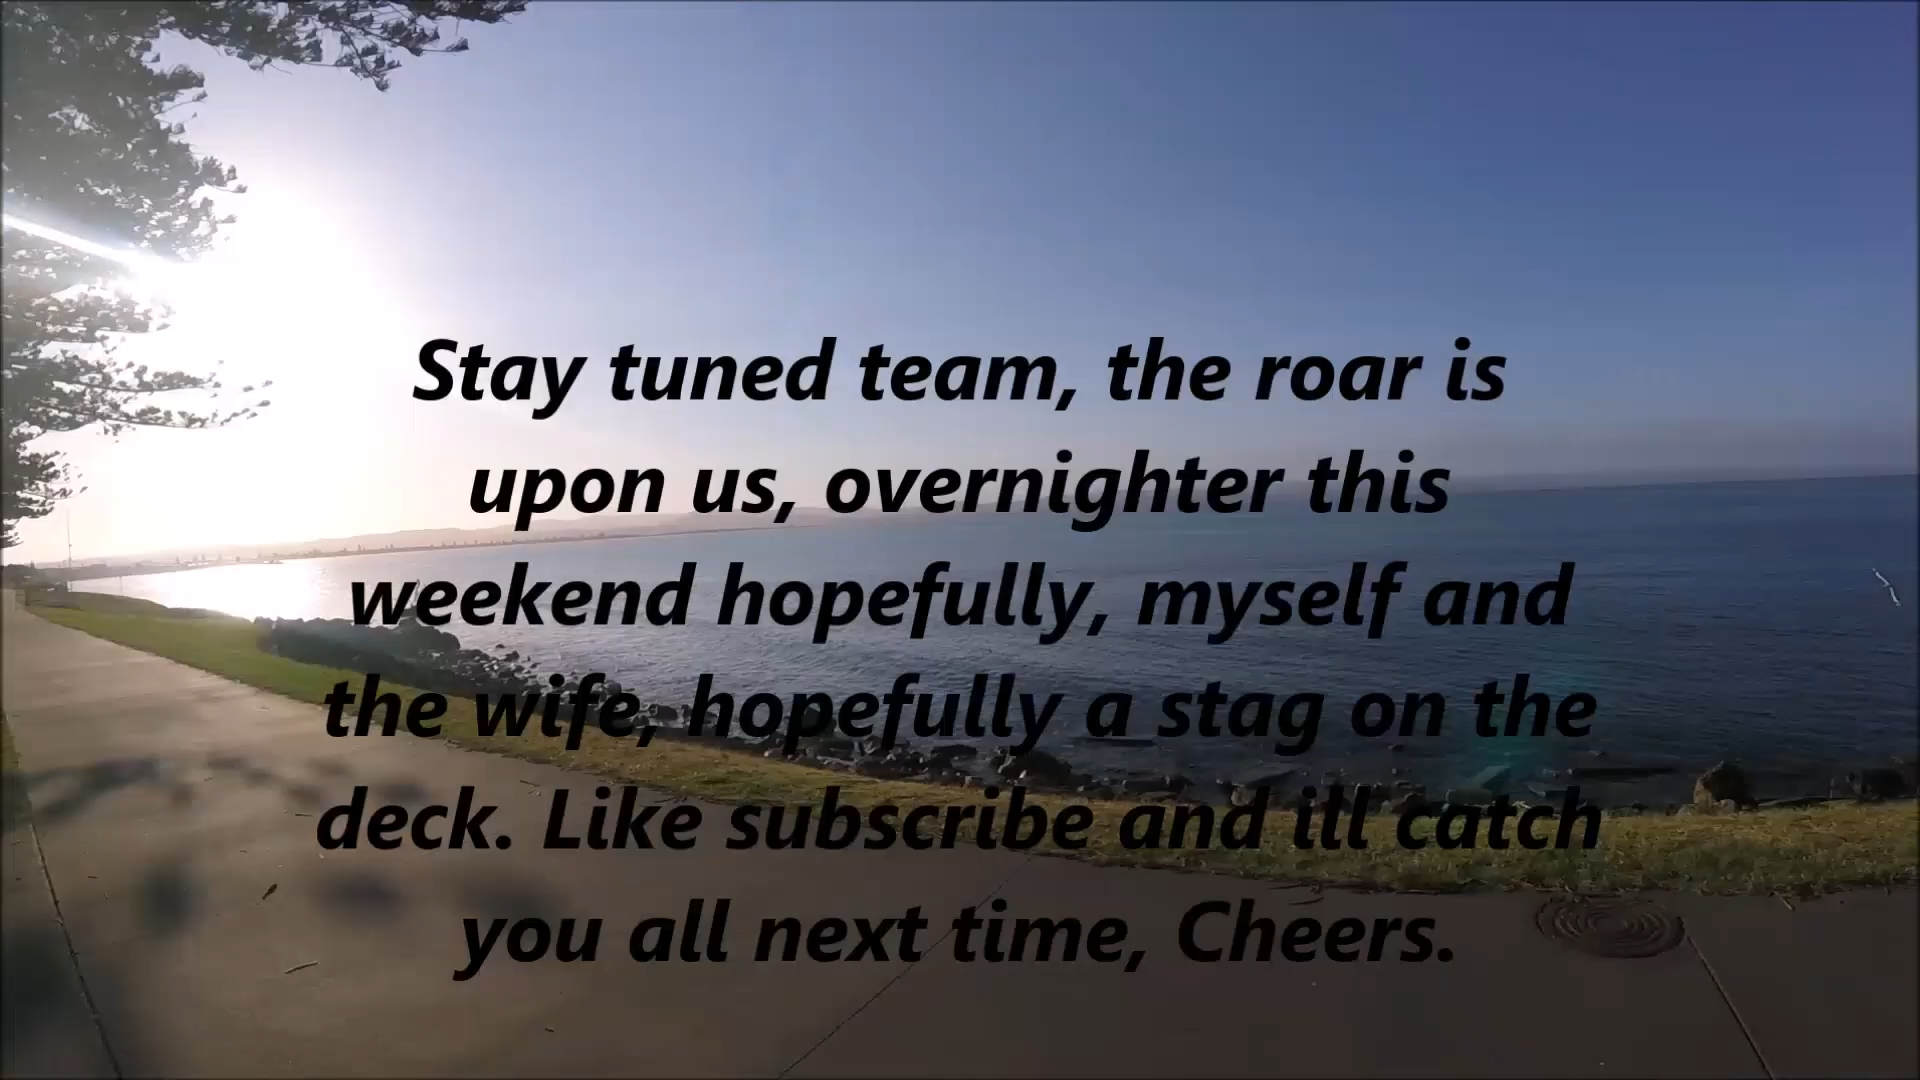 Stay tuned team, the roar is
upon us, overnighter this
weekend hopefully, myself and
the wife, hopefully a stag on the
deck. Like subscribe and ill catch
you all next time, Cheers.